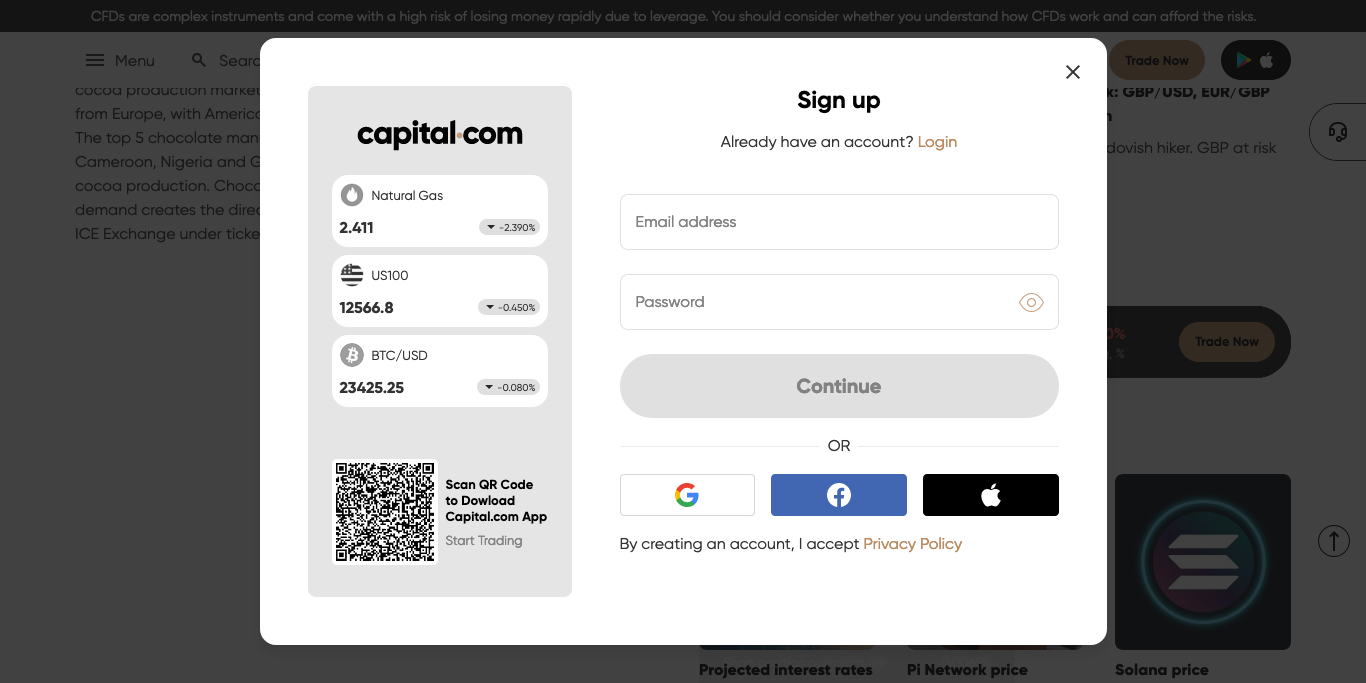 CFDs are complex instruments and come with a high risk of losing money rapidly due to leverage. You should consider whether you understand how CFDs work and can afford the risks.
Menu
Searc
Trade Now
cocoa production market
from Europe, with America
The top 5 chocolate man
Cameroon, Nigeria and G
cocoa production. Choco
demand creates the direc
ICE Exchange under ticke
k: GBP/USD, EUR/GBP
n
dovish hiker. GBP at risk
0%
%
Trade Now
Projected interest rates
Pi Network price
Solana price
capital.com
Natural Gas
2.411
-2.390%
US100
12566.8
-0.450%
BTC/USD
23425.25
-0.080%
Scan QR Code
to Dowload
Capital.com App
Start Trading
Sign up
Already have an account? Login
Email address
Password
Continue
OR
By creating an account, I accept Privacy Policy